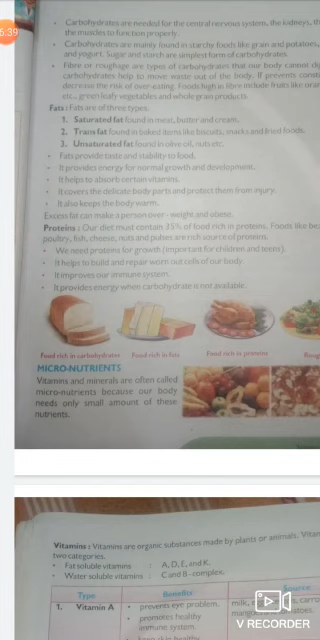 5:39
• Carbohydrates are needed for the central nervous system, the kidneys, th
the muscles to function properly.
• Carbohydrates are mainly found in starchy foods like grain and potatoes,
and yogurt. Sugar and starch are simplest form of carbohydrates.
• Fibre or roughage are types of carbohydrates that our body cannot dig
carbohydrates help to move waste out of the body. If prevents const
decrease the risk of over-eating. Foods high in fibre include fruits like oran
etc., green leafy vegetables and whole grain products.
Fats : Fats are of three types.
1. Saturated fat found in meat, butter and cream.
2. Trans fat found in baked items like biscuits, snacks and fried foods.
3. Unsaturated fat found in olive oil, nuts etc.
• Fats provide taste and stability to food.
• It provides energy for normal growth and development.
• It helps to absorb certain vitamins.
• It covers the delicate body parts and protect them from injury.
• It also keeps the body warm.
Excess fat can make a person over - weight and obese.
Proteins : Our diet must contain 35% of food rich in proteins. Foods like bea
poultry, fish, cheese, nuts and pulses are rich source of proteins.
• We need proteins for growth (important for children and teens).
• It helps to build and repair worn out cells of our body.
• It improves our immune system.
• It provides energy when carbohydrate is not available.
Food rich in carbohydrates Food rich in fats Food rich in proteins Roug
MICRO-NUTRIENTS
Vitamins and minerals are often called
micro-nutrients because our body
needs only small amount of these
nutrients.
Vitamins : Vitamins are organic substances made by plants or animals. Vitam
two categories.
• Fat soluble vitamins : A, D, E, and K.
• Water soluble vitamins : C and B - complex.
Type Benefits Source
1. Vitamin A • prevents eye problem. milk,
• promotes healthy
immune system.
• keep skin healthy
V RECORDER